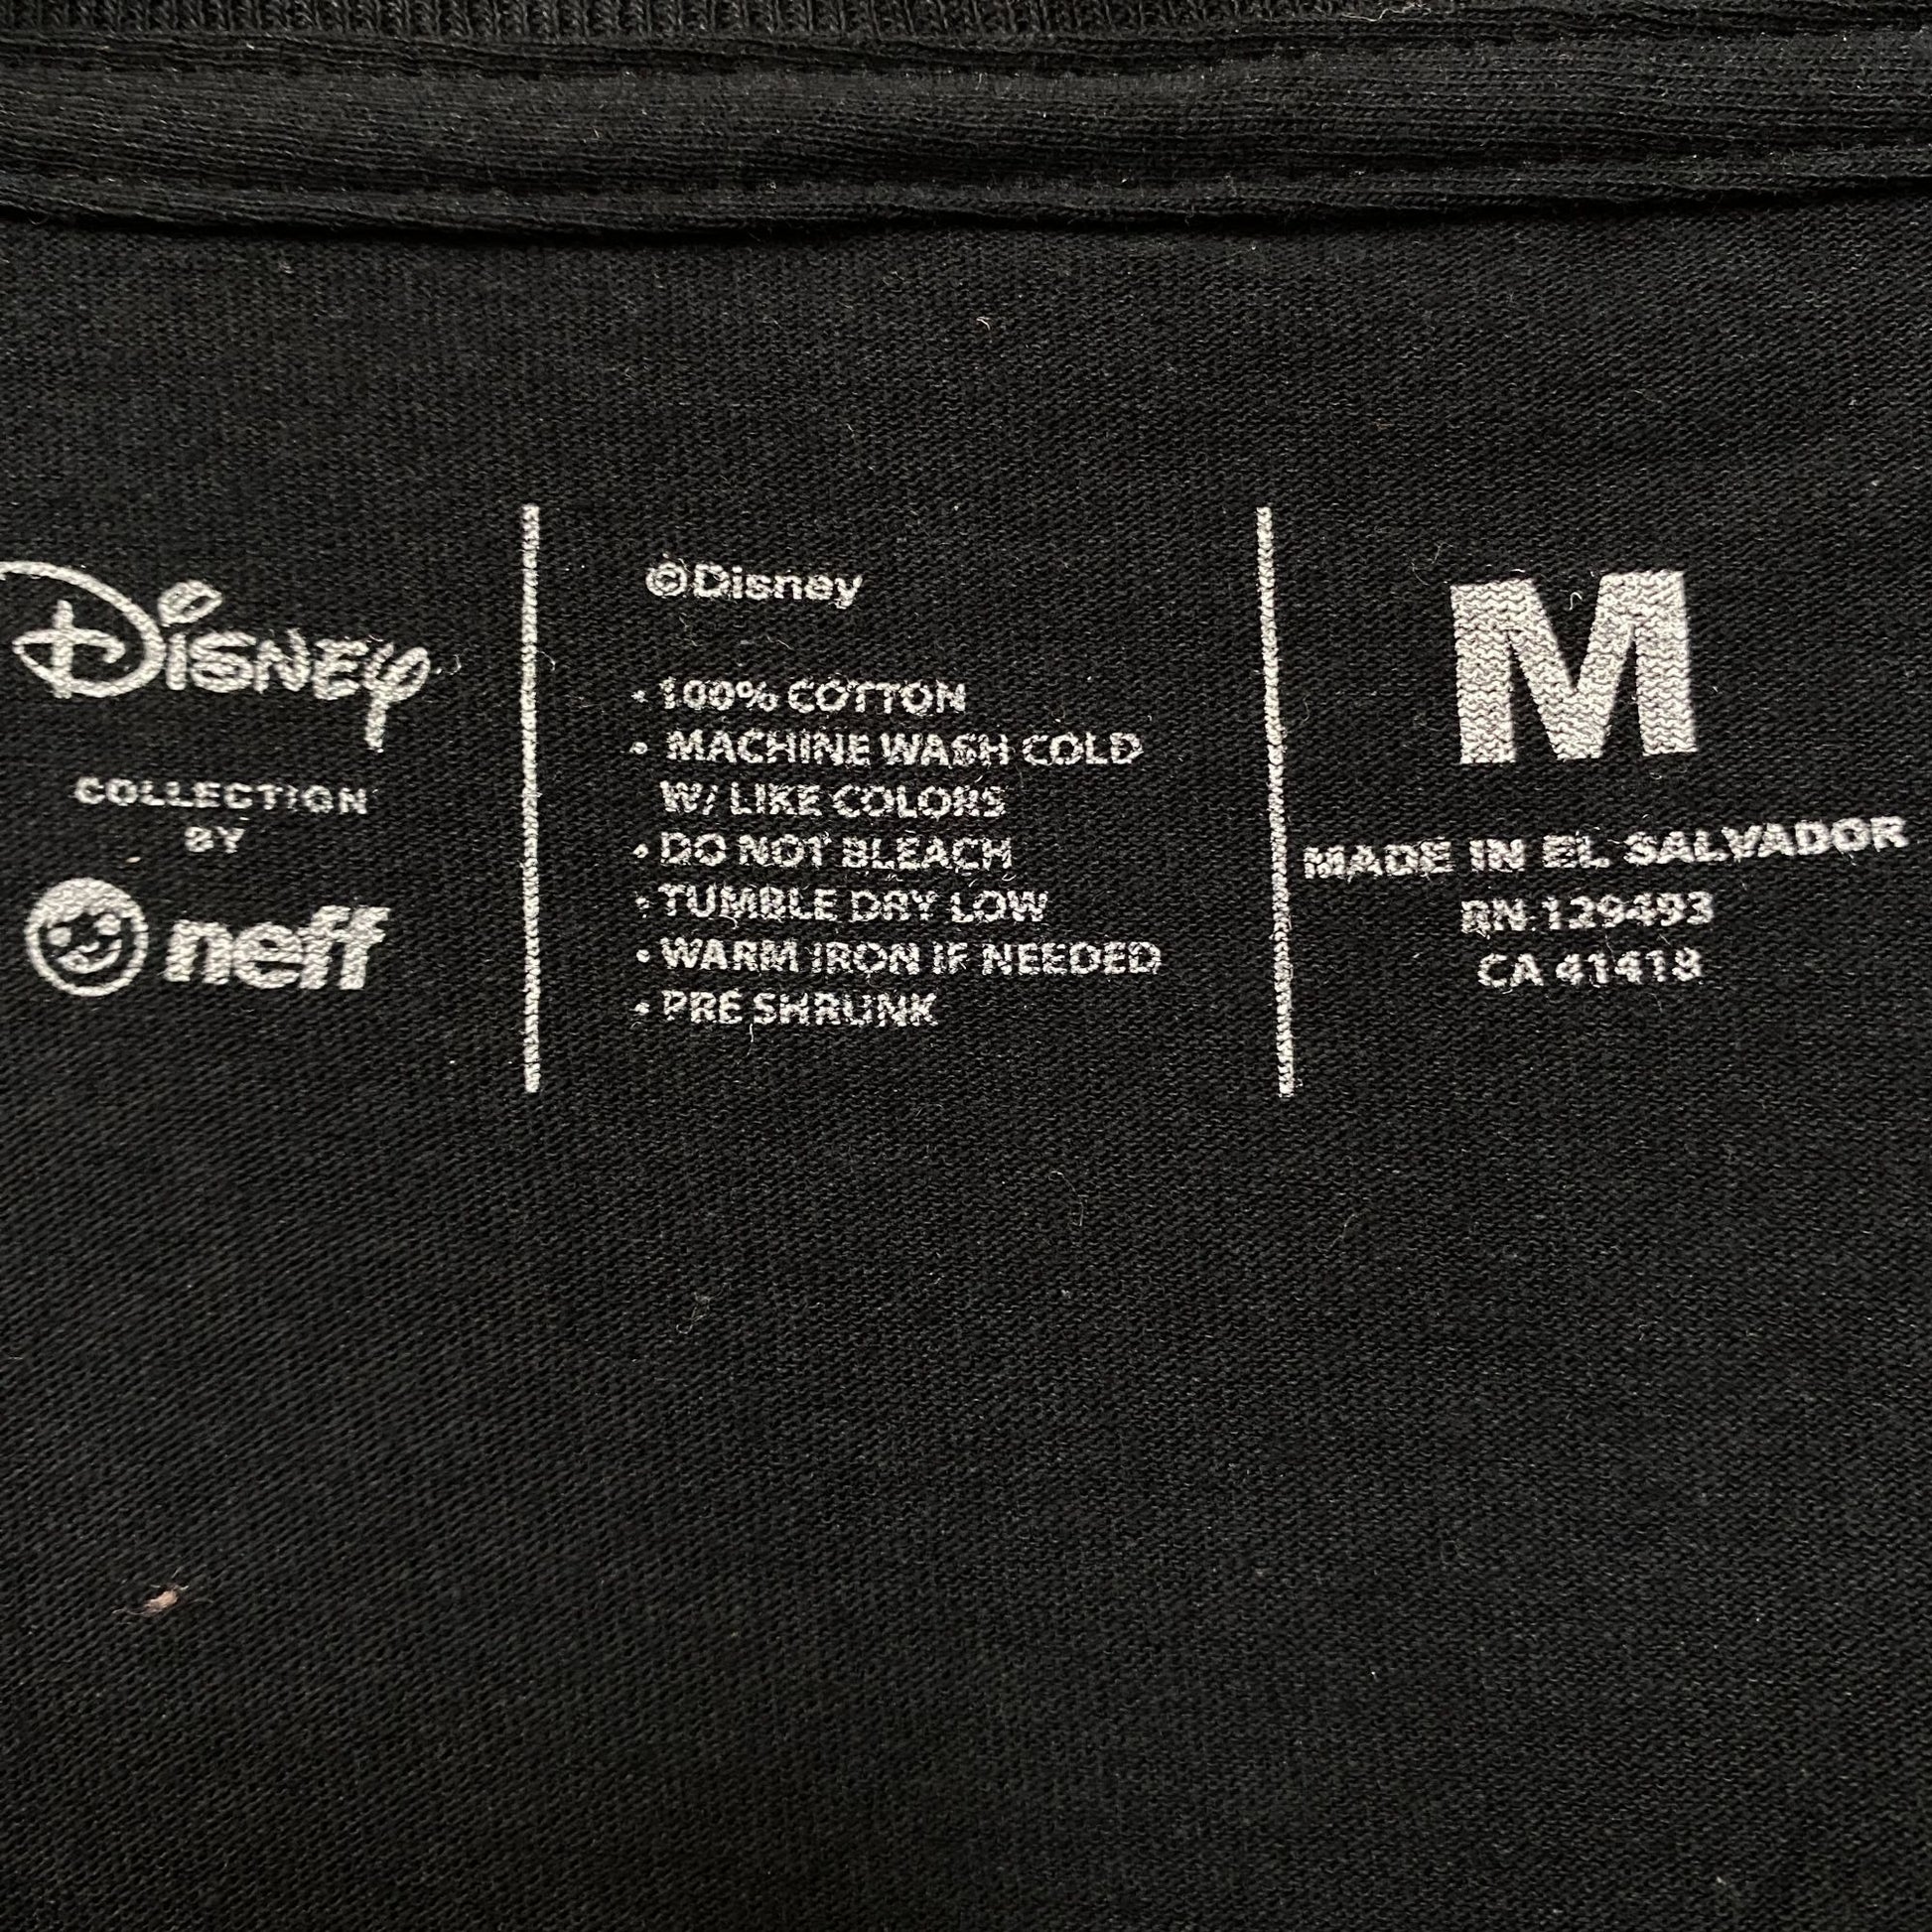 Disney
COLLECTION
BY
neff
©Disney
• 100% COTTON
• MACHINE WASH COLD
W/ LIKE COLORS
• DO NOT BLEACH
• TUMBLE DRY LOW
• WARM IRON IF NEEDED
• PRE SHRUNK
M
MADE IN EL SALVADOR
RN 129493
CA 41418